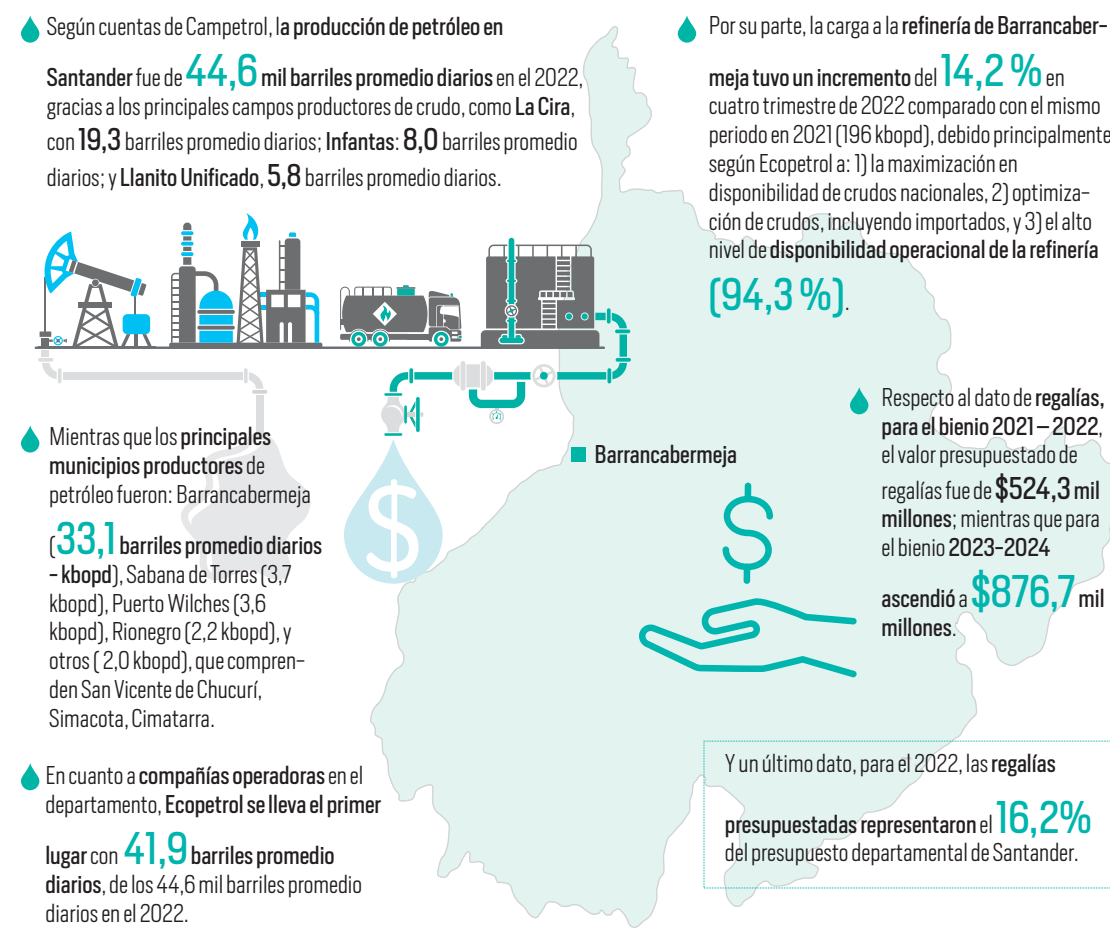 Según cuentas de Campetrol, la producción de petróleo en
Santander fue de 44,6 mil barriles promedio diarios en el 2022,
gracias a los principales campos productores de crudo, como La Cira,
con 19,3 barriles promedio diarios; Infantas: 8,0 barriles promedio
diarios; y Llanito Unificado, 5,8 barriles promedio diarios.
Por su parte, la carga a la refinería de Barrancaber-
meja tuvo un incremento del 14,2 % en
cuatro trimestre de 2022 comparado con el mismo
periodo en 2021 (196 kbopd), debido principalmente
según Ecopetrol a: 1) la maximización en
disponibilidad de crudos nacionales, 2) optimiza-
ción de crudos, incluyendo importados, y 3) el alto
nivel de disponibilidad operacional de la refinería
(94,3 %).
Mientras que los principales
municipios productores de
petróleo fueron: Barrancabermeja
(33,1 barriles promedio diarios
- kbopd), Sabana de Torres (3,7
kbopd), Puerto Wilches (3,6
kbopd), Rionegro (2,2 kbopd), y
otros ( 2,0 kbopd), que compren-
den San Vicente de Chucurí,
Simacota, Cimatarra.
$
Barrancabermeja
$
Respecto al dato de regalías,
para el bienio 2021 – 2022,
el valor presupuestado de
regalías fue de $524,3 mil
millones; mientras que para
el bienio 2023-2024
ascendió a $876,7 mil
millones.
En cuanto a compañías operadoras en el
departamento, Ecopetrol se lleva el primer
lugar con 41,9 barriles promedio
diarios, de los 44,6 mil barriles promedio
diarios en el 2022.
Y un último dato, para el 2022, las regalías
presupuestadas representaron el 16,2%
del presupuesto departamental de Santander.